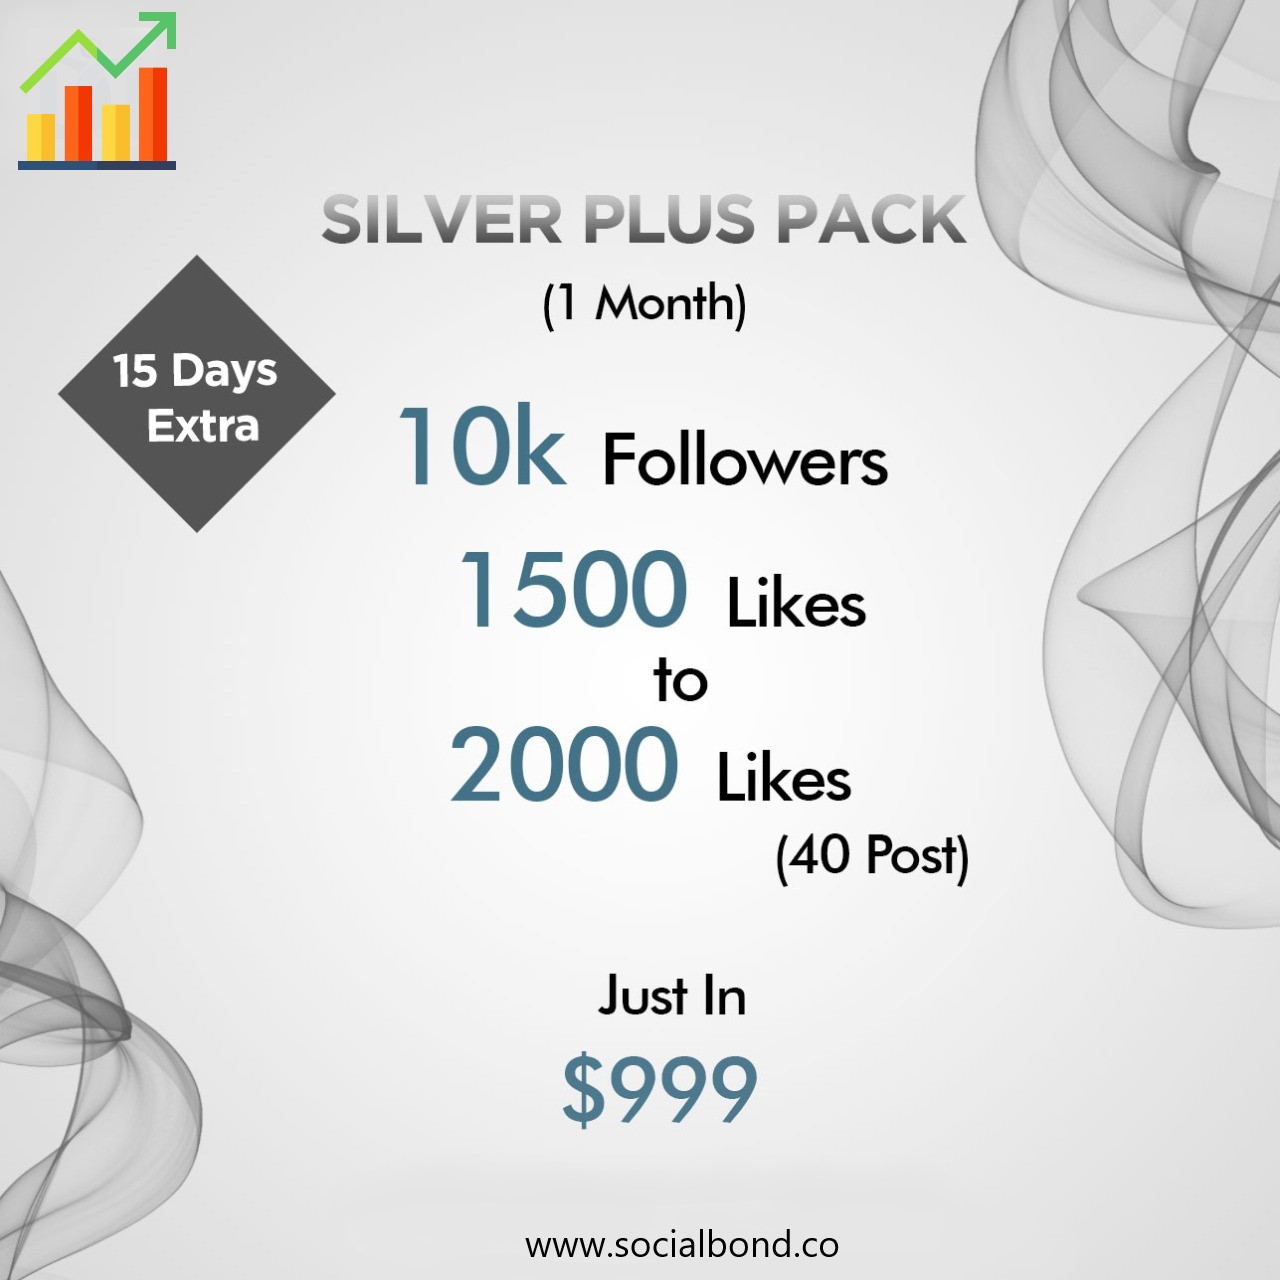 SILVER PLUS PACK
(1 Month)
15 Days
Extra
10k Followers
1500 Likes
to
2000 Likes
(40 Post)
Just In
$999
www.socialbond.co